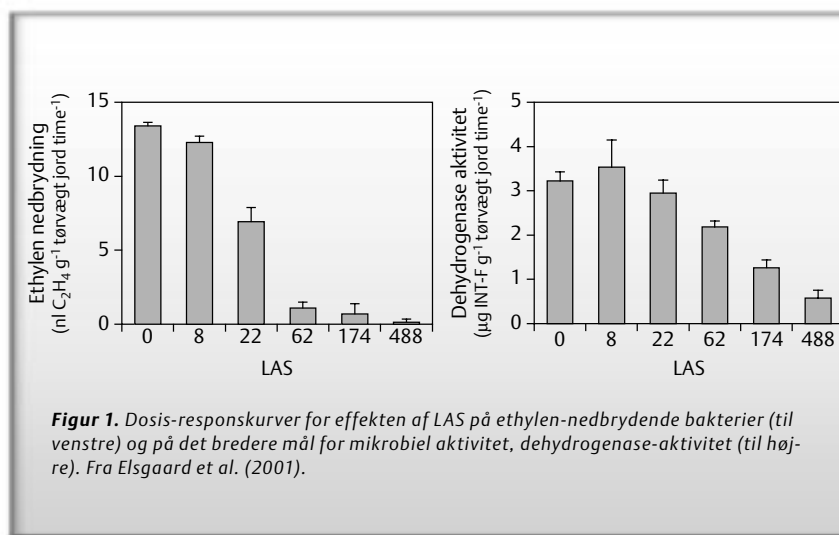 Ethylen nedbrydning
(nl C₂H₄ g⁻¹ tørvægt jord time⁻¹)
15
10
5
0
0 8 22 62 174 488
LAS
Dehydrogenase aktivitet
(µg INT-F g⁻¹ tørvægt jord time⁻¹)
5
4
3
2
1
0
0 8 22 62 174 488
LAS
Figur 1. Dosis-responskurver for effekten af LAS på ethylen-nedbrydende bakterier (til
venstre) og på det bredere mål for mikrobiel aktivitet, dehydrogenase-aktivitet (til høj-
re). Fra Elsgaard et al. (2001).